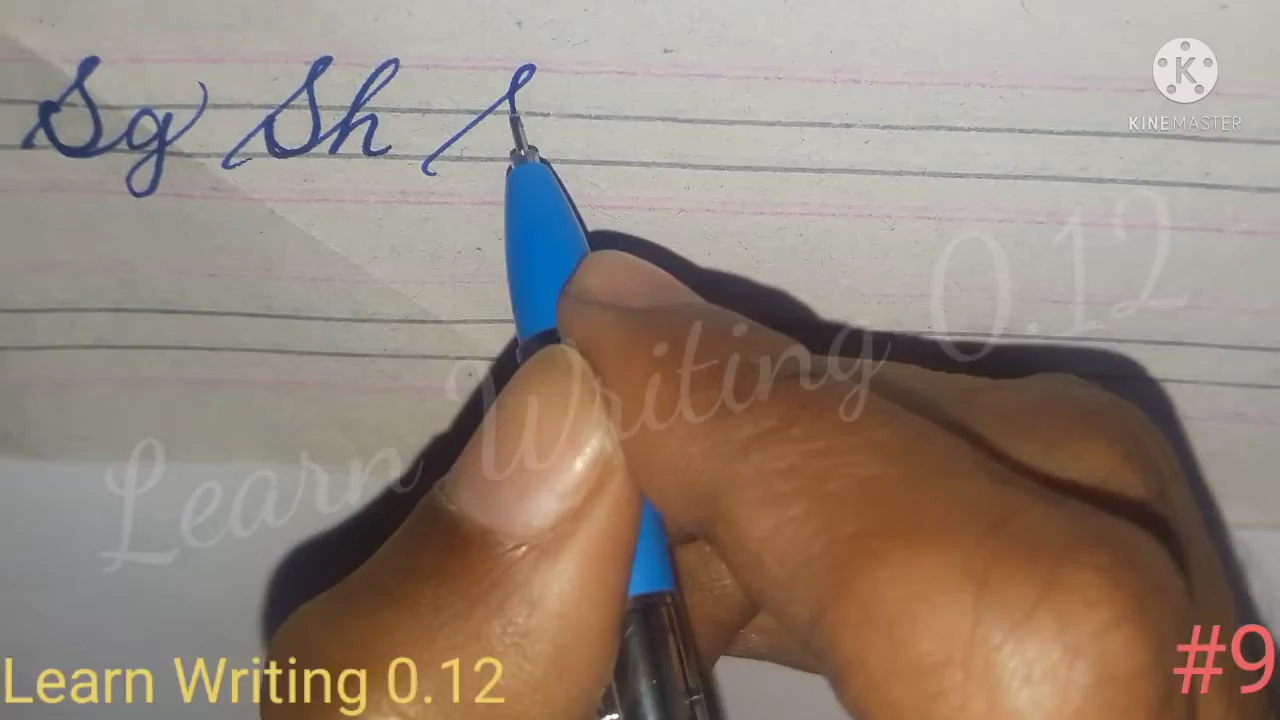 Sg Sh
K
KINEMASTER
Learn Writing 0.12
Learn Writing 0.12
#9